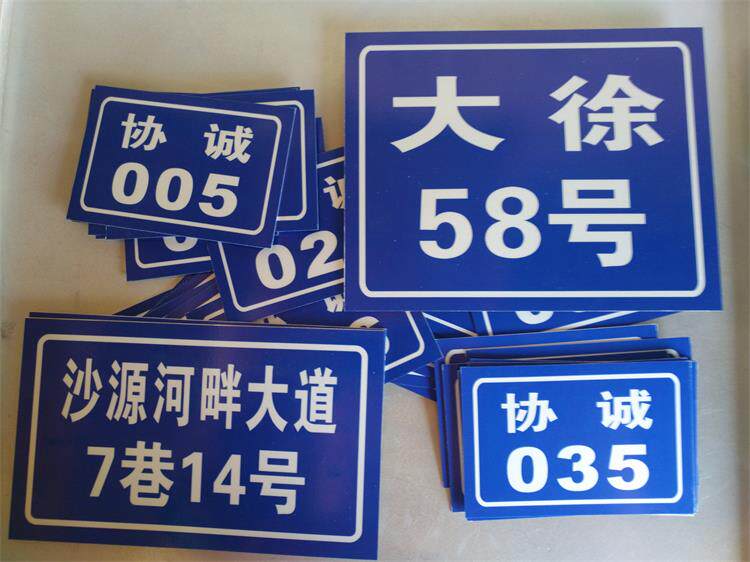 协 诚
005
大 徐
58号
沙源河畔大道
7巷14号
协 诚
035